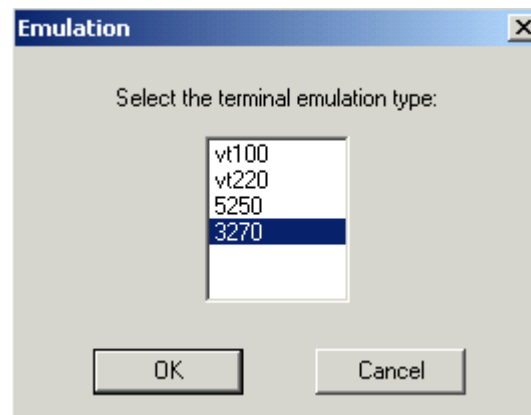 Emulation
Select the terminal emulation type:
vt100
vt220
5250
3270
OK Cancel